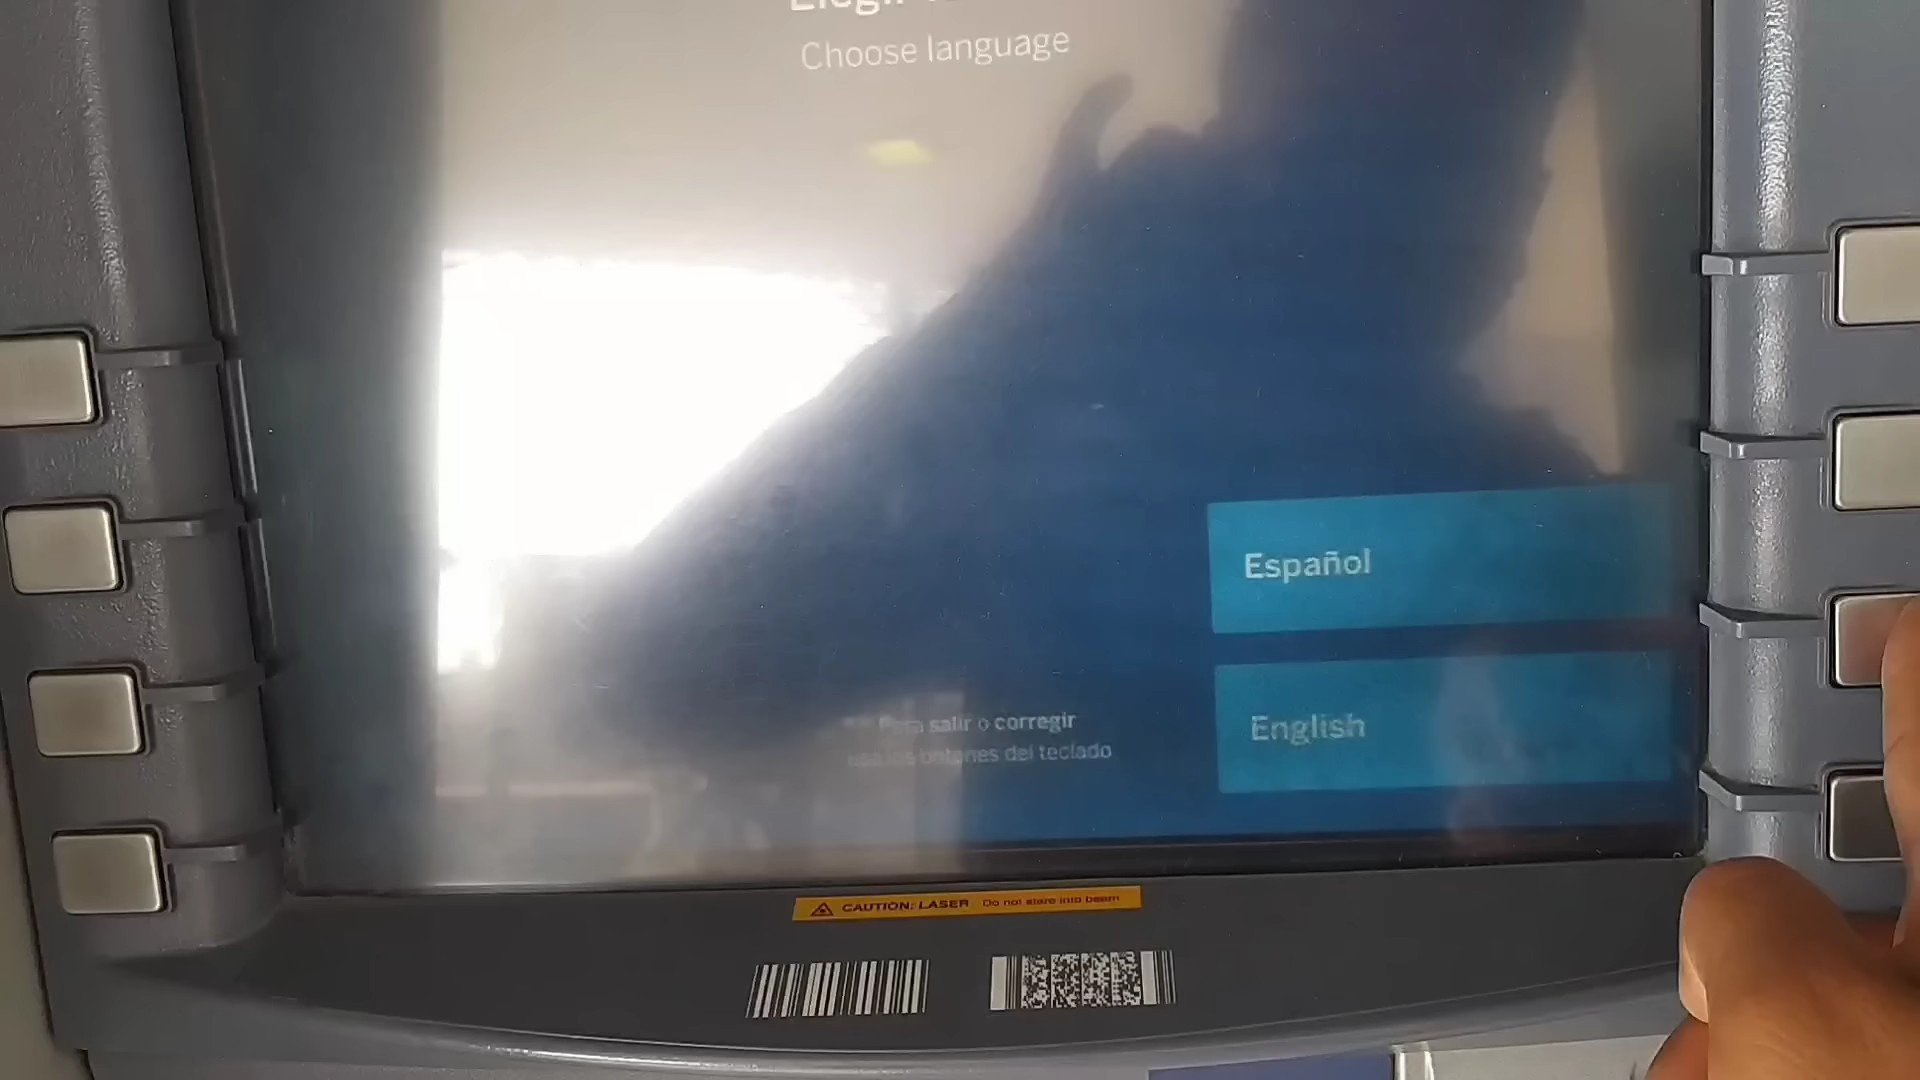 Elegir
Choose language
Español
Para salir o corregir
usa los botones del teclado
English
CAUTION: LASER Do not stare into beam